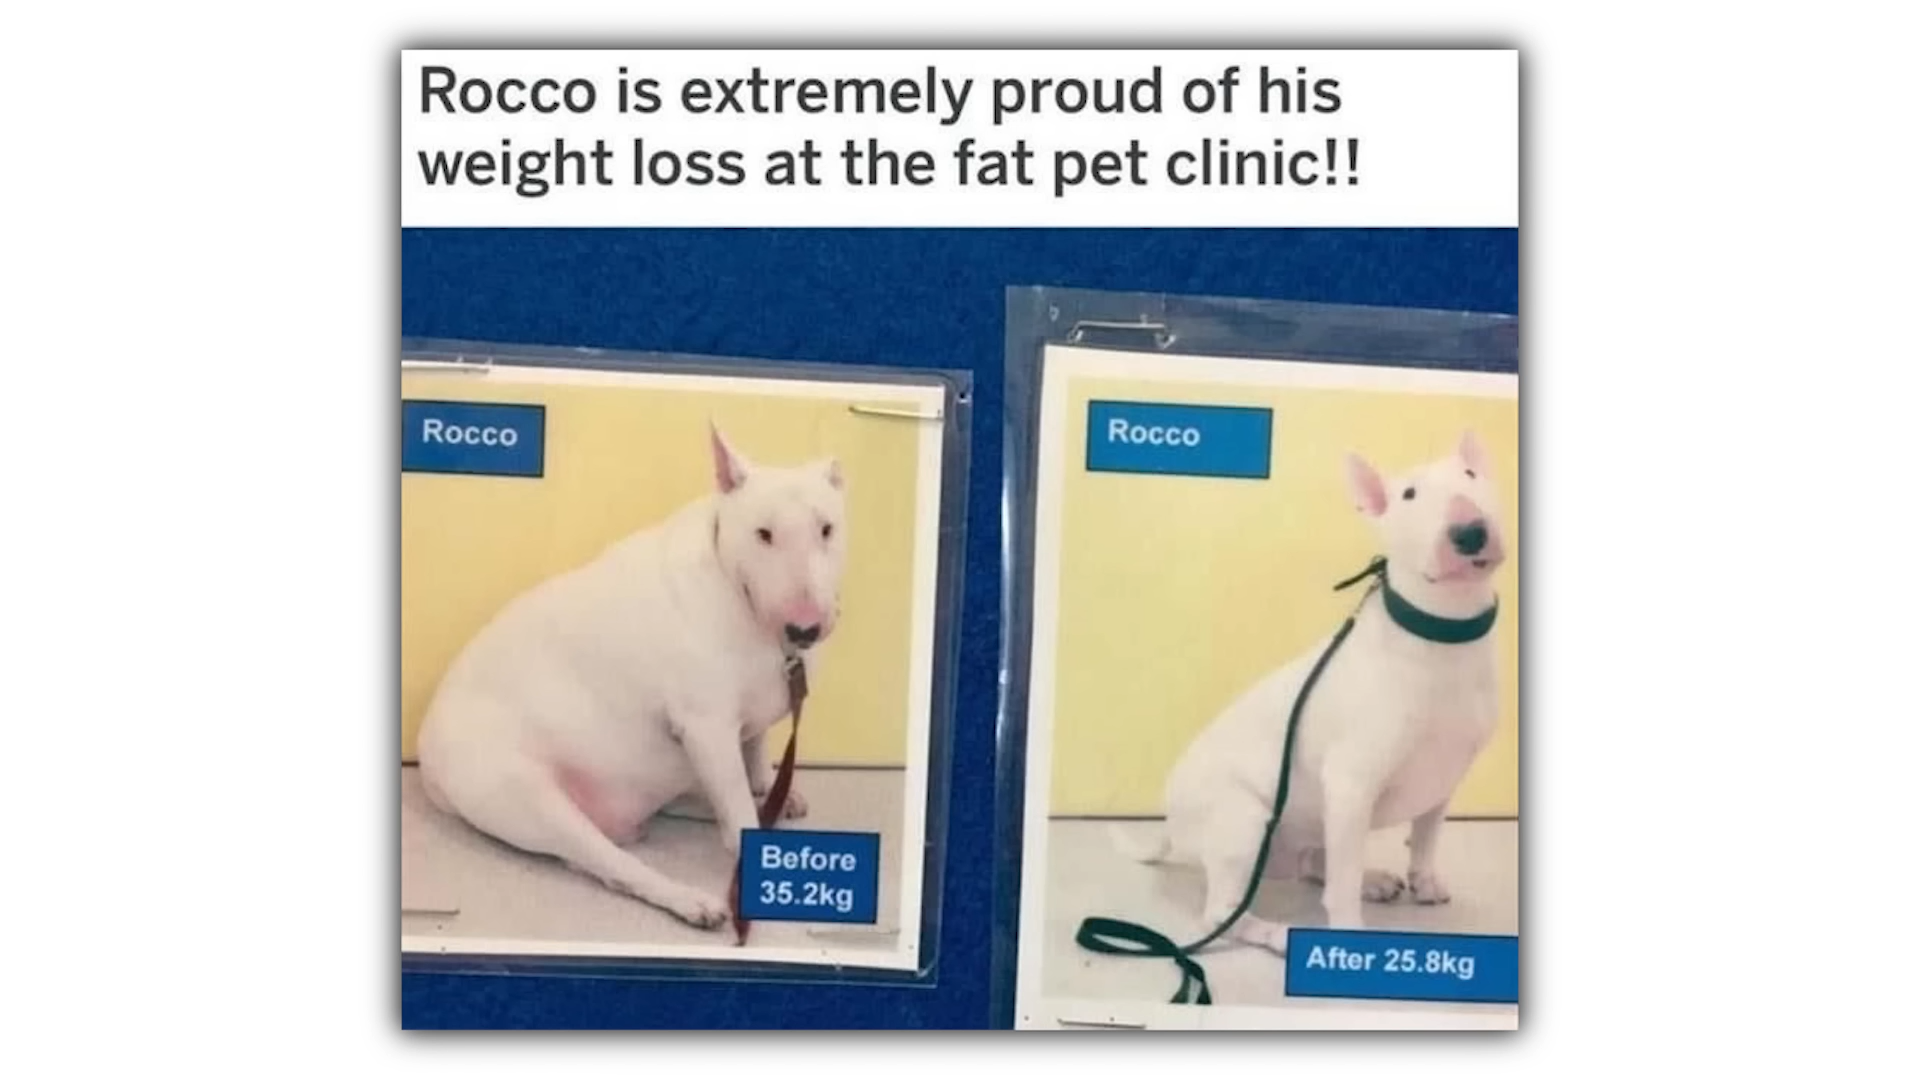 Rocco is extremely proud of his
weight loss at the fat pet clinic!!
Rocco
Before
35.2kg
Rocco
After 25.8kg